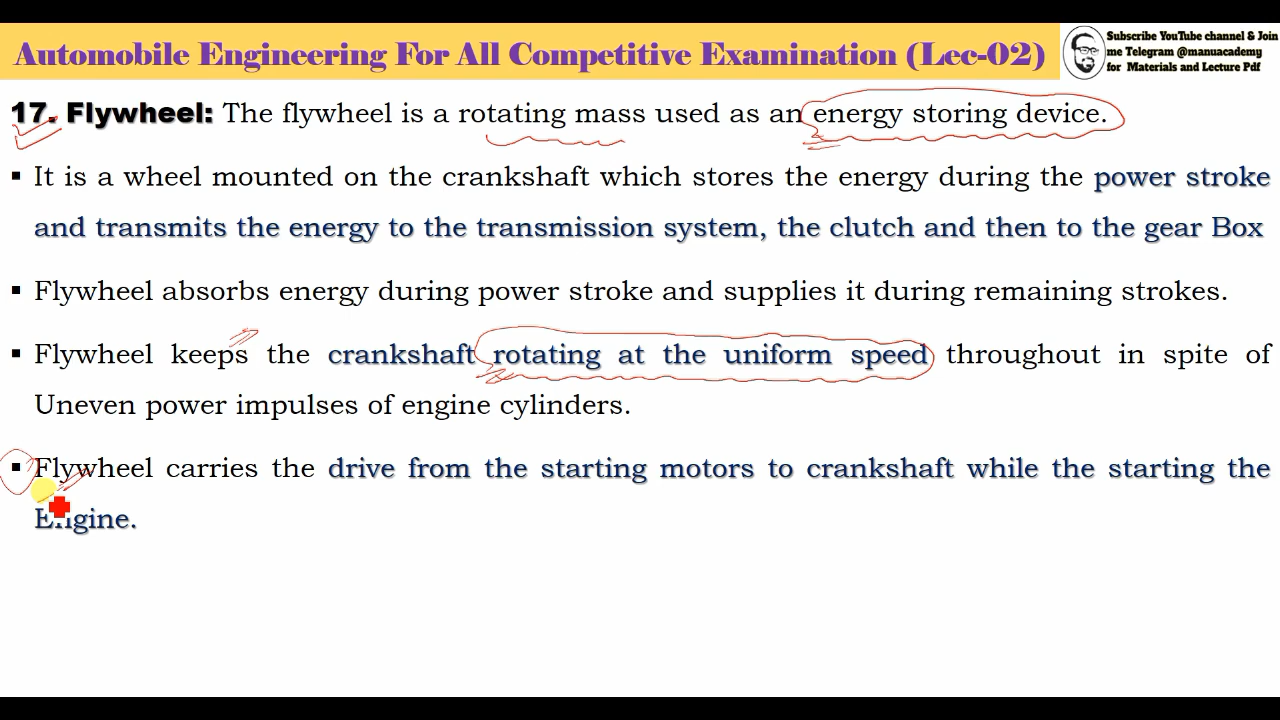 Automobile Engineering For All Competitive Examination (Lec-02)
Subscribe YouTube channel & Join
me Telegram @manuacademy
for Materials and Lecture Pdf
17. Flywheel: The flywheel is a rotating mass used as an energy storing device.
▪ It is a wheel mounted on the crankshaft which stores the energy during the power stroke
and transmits the energy to the transmission system, the clutch and then to the gear Box
▪ Flywheel absorbs energy during power stroke and supplies it during remaining strokes.
▪ Flywheel keeps the crankshaft rotating at the uniform speed throughout in spite of
Uneven power impulses of engine cylinders.
▪ Flywheel carries the drive from the starting motors to crankshaft while the starting the
Engine.